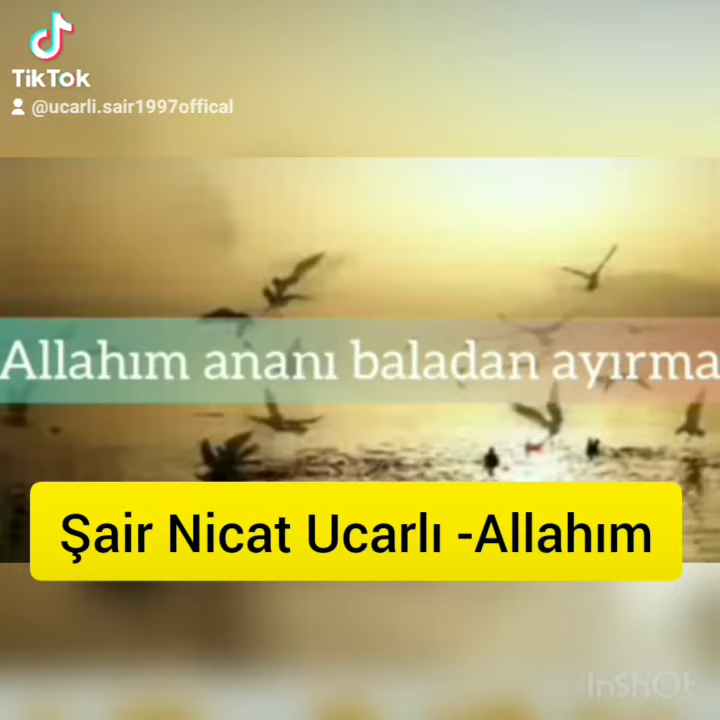 TikTok
@ucarli.sair1997offical
Allahım ananı baladan ayırma
Şair Nicat Ucarlı -Allahım
InShOt